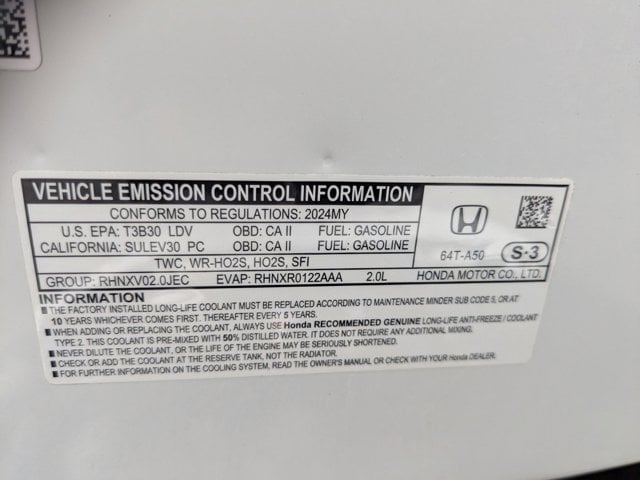 VEHICLE EMISSION CONTROL INFORMATION
CONFORMS TO REGULATIONS: 2024MY
U.S. EPA: T3B30 LDV OBD: CA II FUEL: GASOLINE
CALIFORNIA: SULEV30 PC OBD: CA II FUEL: GASOLINE
TWC, WR-HO2S, HO2S, SFI
GROUP: RHNXV02.0JEC EVAP: RHNXR0122AAA 2.0L
64T-A50 S-3
HONDA MOTOR CO., LTD.
INFORMATION
■ THE FACTORY INSTALLED LONG-LIFE COOLANT MUST BE REPLACED ACCORDING TO MAINTENANCE MINDER SUB CODE 5, OR AT
10 YEARS WHICHEVER COMES FIRST. THEREAFTER EVERY 5 YEARS.
■ WHEN ADDING OR REPLACING THE COOLANT, ALWAYS USE Honda RECOMMENDED GENUINE LONG-LIFE ANTI-FREEZE / COOLANT
TYPE 2. THIS COOLANT IS PRE-MIXED WITH 50% DISTILLED WATER. IT DOES NOT REQUIRE ANY ADDITIONAL MIXING.
■ NEVER DILUTE THE COOLANT, OR THE LIFE OF THE ENGINE MAY BE SERIOUSLY SHORTENED.
■ CHECK OR ADD THE COOLANT AT THE RESERVE TANK, NOT THE RADIATOR.
■ FOR FURTHER INFORMATION ON THE COOLING SYSTEM, READ THE OWNER'S MANUAL OR CHECK WITH YOUR Honda DEALER.